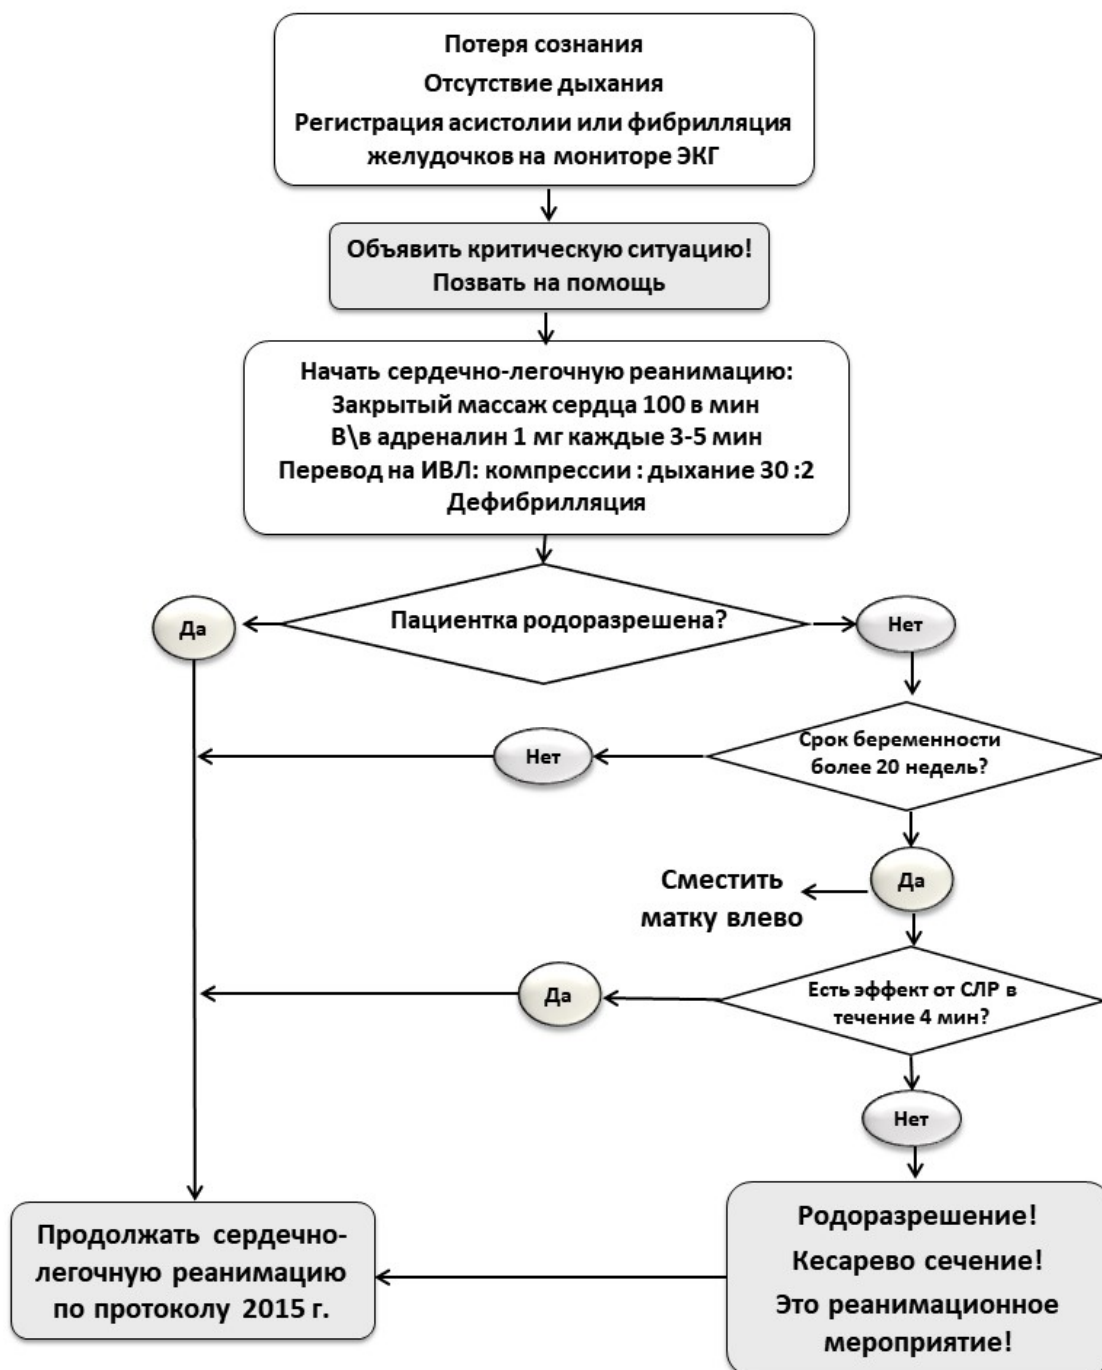 Потеря сознания
Отсутствие дыхания
Регистрация асистолии или фибрилляция
желудочков на мониторе ЭКГ
Объявить критическую ситуацию!
Позвать на помощь
Начать сердечно-легочную реанимацию:
Закрытый массаж сердца 100 в мин
В\в адреналин 1 мг каждые 3-5 мин
Перевод на ИВЛ: компрессии : дыхание 30 :2
Дефибрилляция
Пациентка родоразрешена?
Да
Нет
Срок беременности
более 20 недель?
Нет
Да
Сместить
матку влево
Есть эффект от СЛР в
течение 4 мин?
Да
Нет
Родоразрешение!
Кесарево сечение!
Это реанимационное
мероприятие!
Продолжать сердечно-
легочную реанимацию
по протоколу 2015 г.